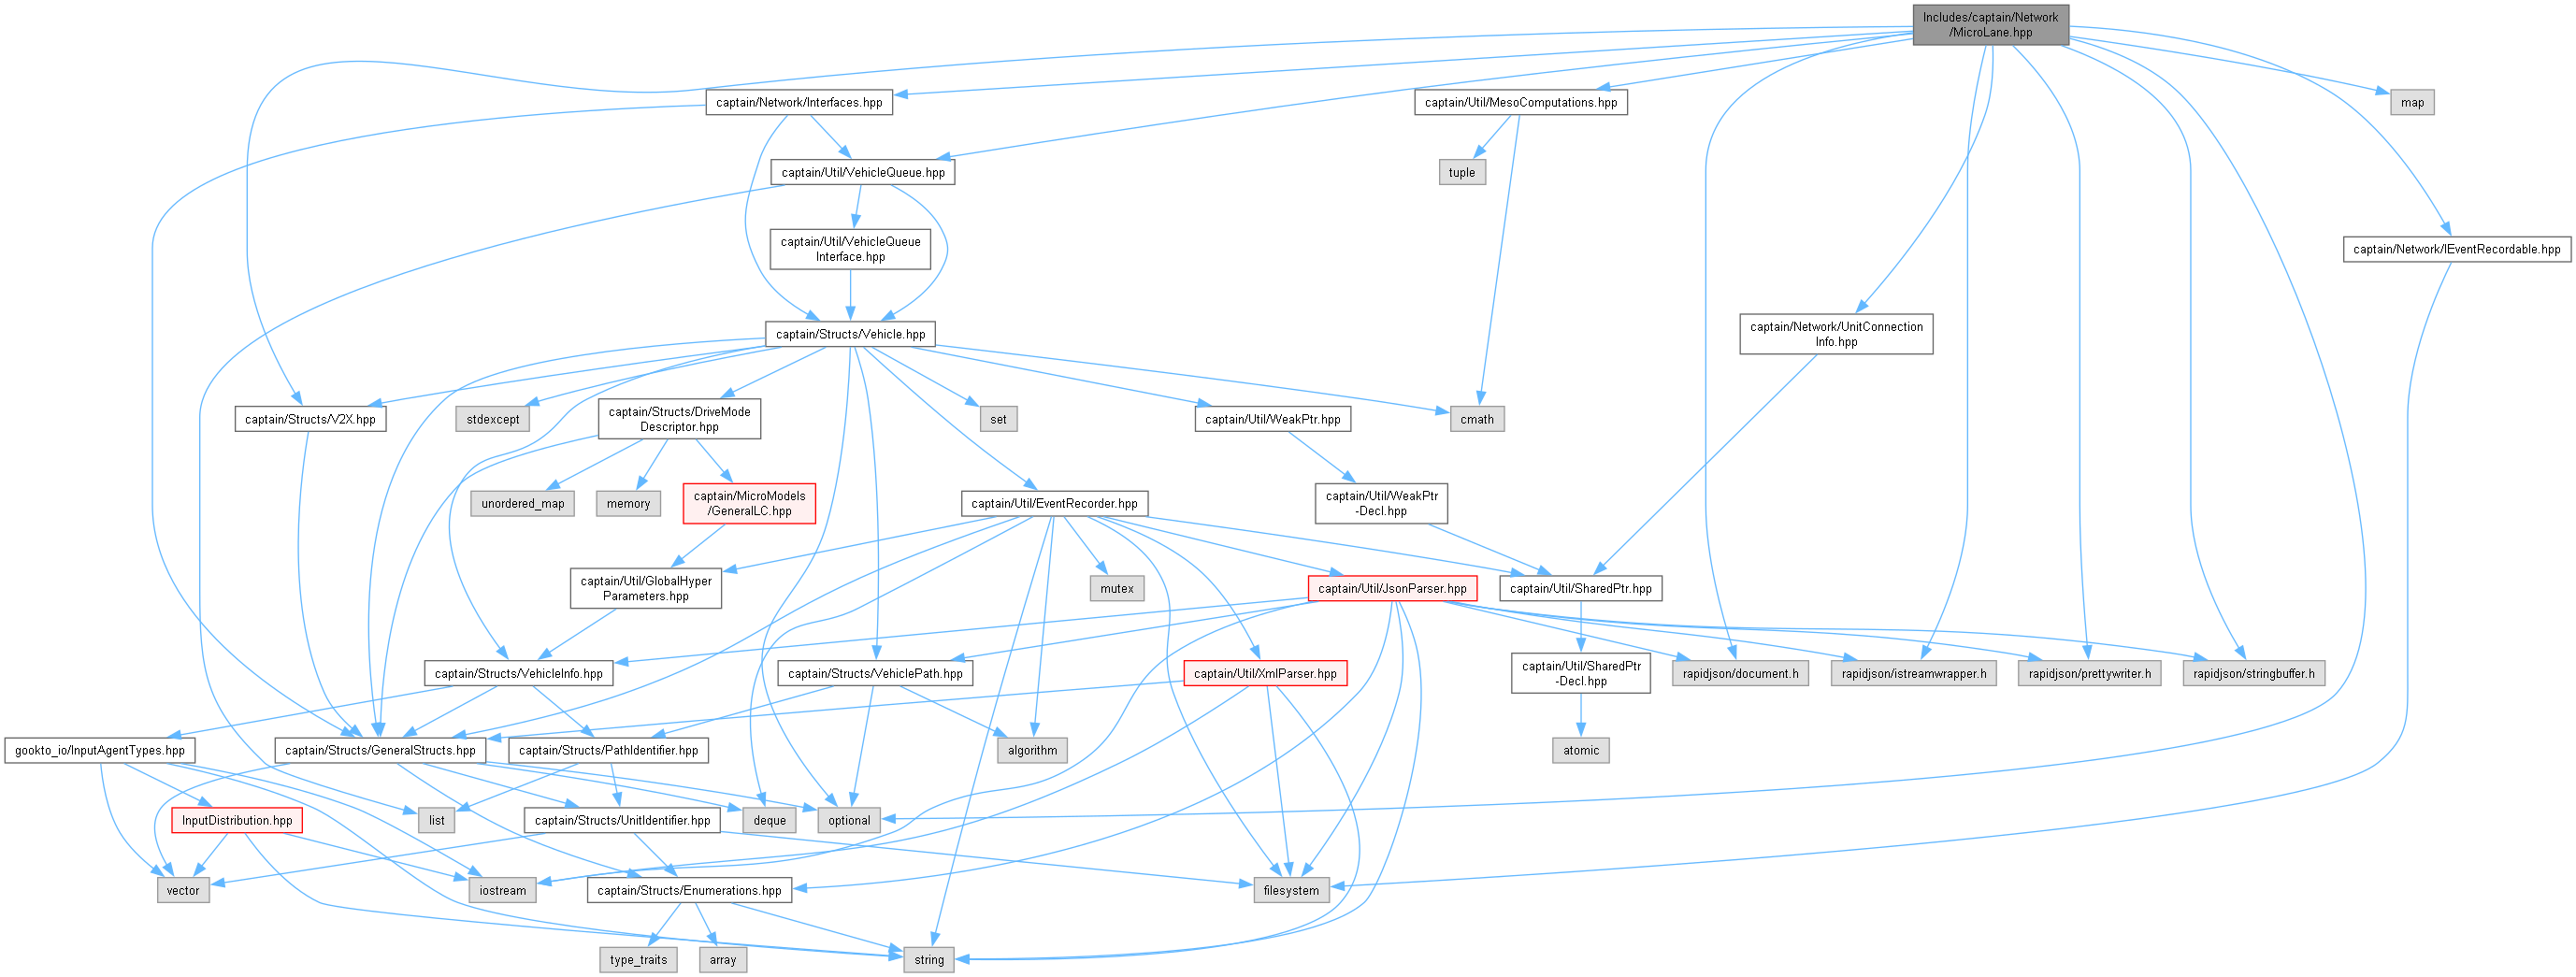 Includes/captain/Network
/MicroLane.hpp
captain/Network/Interfaces.hpp
captain/Util/MesoComputations.hpp
map
captain/Util/VehicleQueue.hpp
tuple
captain/Util/VehicleQueue
Interface.hpp
captain/Network/IEventRecordable.hpp
captain/Structs/Vehicle.hpp
captain/Network/UnitConnection
Info.hpp
captain/Structs/V2X.hpp
stdexcept
captain/Structs/DriveMode
Descriptor.hpp
set
captain/Util/WeakPtr.hpp
cmath
unordered_map
memory
captain/MicroModels
/GeneralLC.hpp
captain/Util/EventRecorder.hpp
captain/Util/WeakPtr
-Decl.hpp
captain/Util/GlobalHyper
Parameters.hpp
mutex
captain/Util/JsonParser.hpp
captain/Util/SharedPtr.hpp
captain/Structs/VehicleInfo.hpp
captain/Structs/VehiclePath.hpp
captain/Util/XmlParser.hpp
captain/Util/SharedPtr
-Decl.hpp
rapidjson/document.h
rapidjson/istreamwrapper.h
rapidjson/prettywriter.h
rapidjson/stringbuffer.h
gookto_io/InputAgentTypes.hpp
captain/Structs/GeneralStructs.hpp
captain/Structs/PathIdentifier.hpp
algorithm
atomic
InputDistribution.hpp
list
captain/Structs/UnitIdentifier.hpp
deque
optional
vector
iostream
captain/Structs/Enumerations.hpp
filesystem
type_traits
array
string